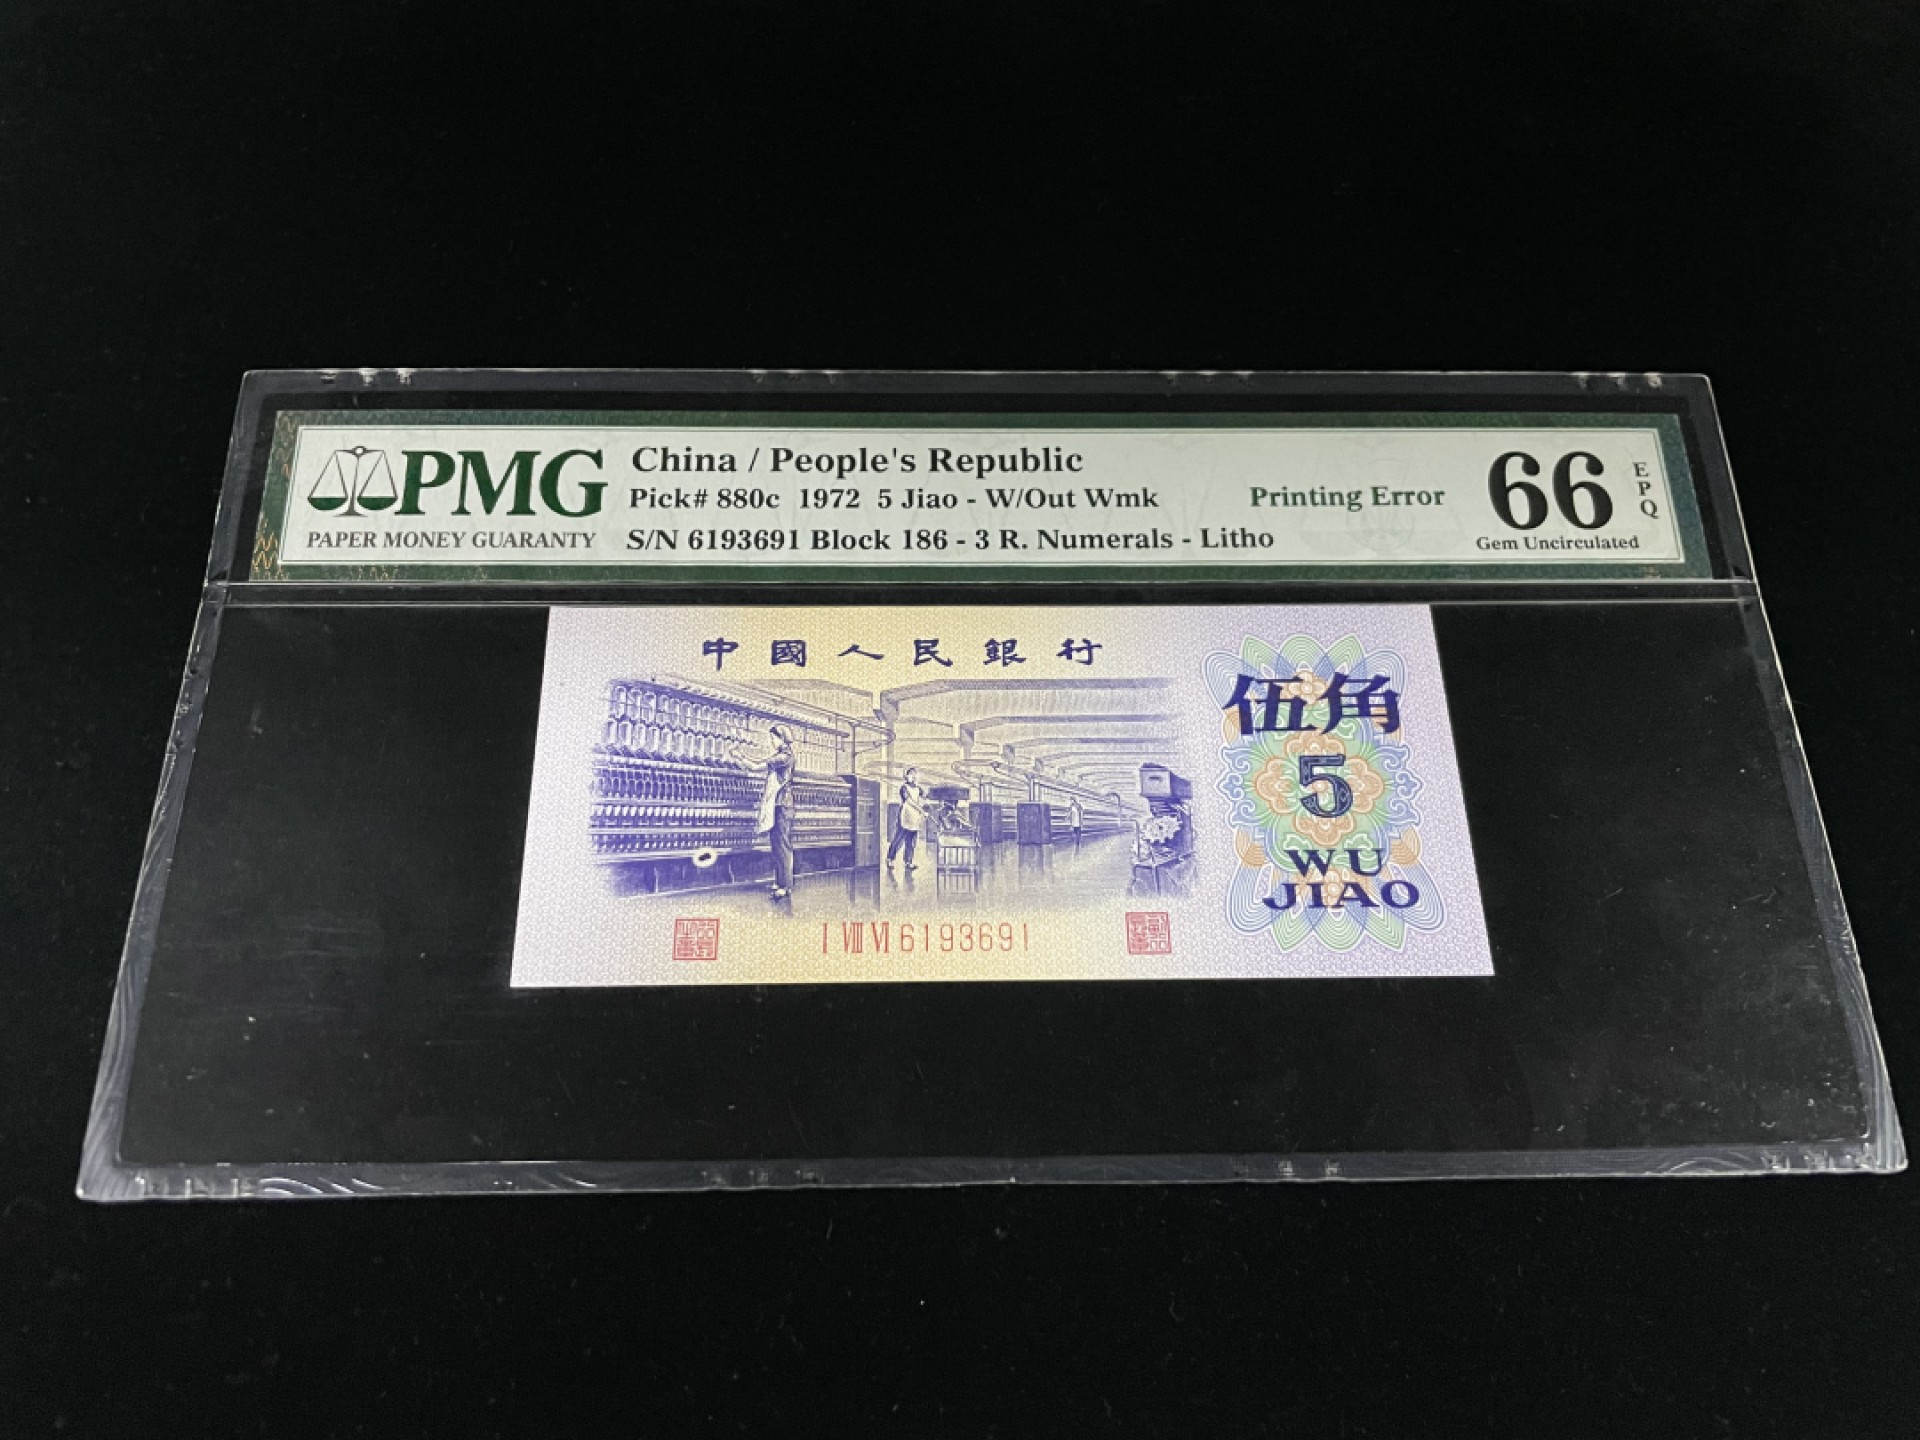 PMG
PAPER MONEY GUARANTY
China / People's Republic
Pick# 880c 1972 5 Jiao - W/Out Wmk
S/N 6193691 Block 186 - 3 R. Numerals - Litho
Printing Error
66
EPQ
Gem Uncirculated
中國人民銀行
伍角
5
WU
JIAO
I VIII VI 6193691